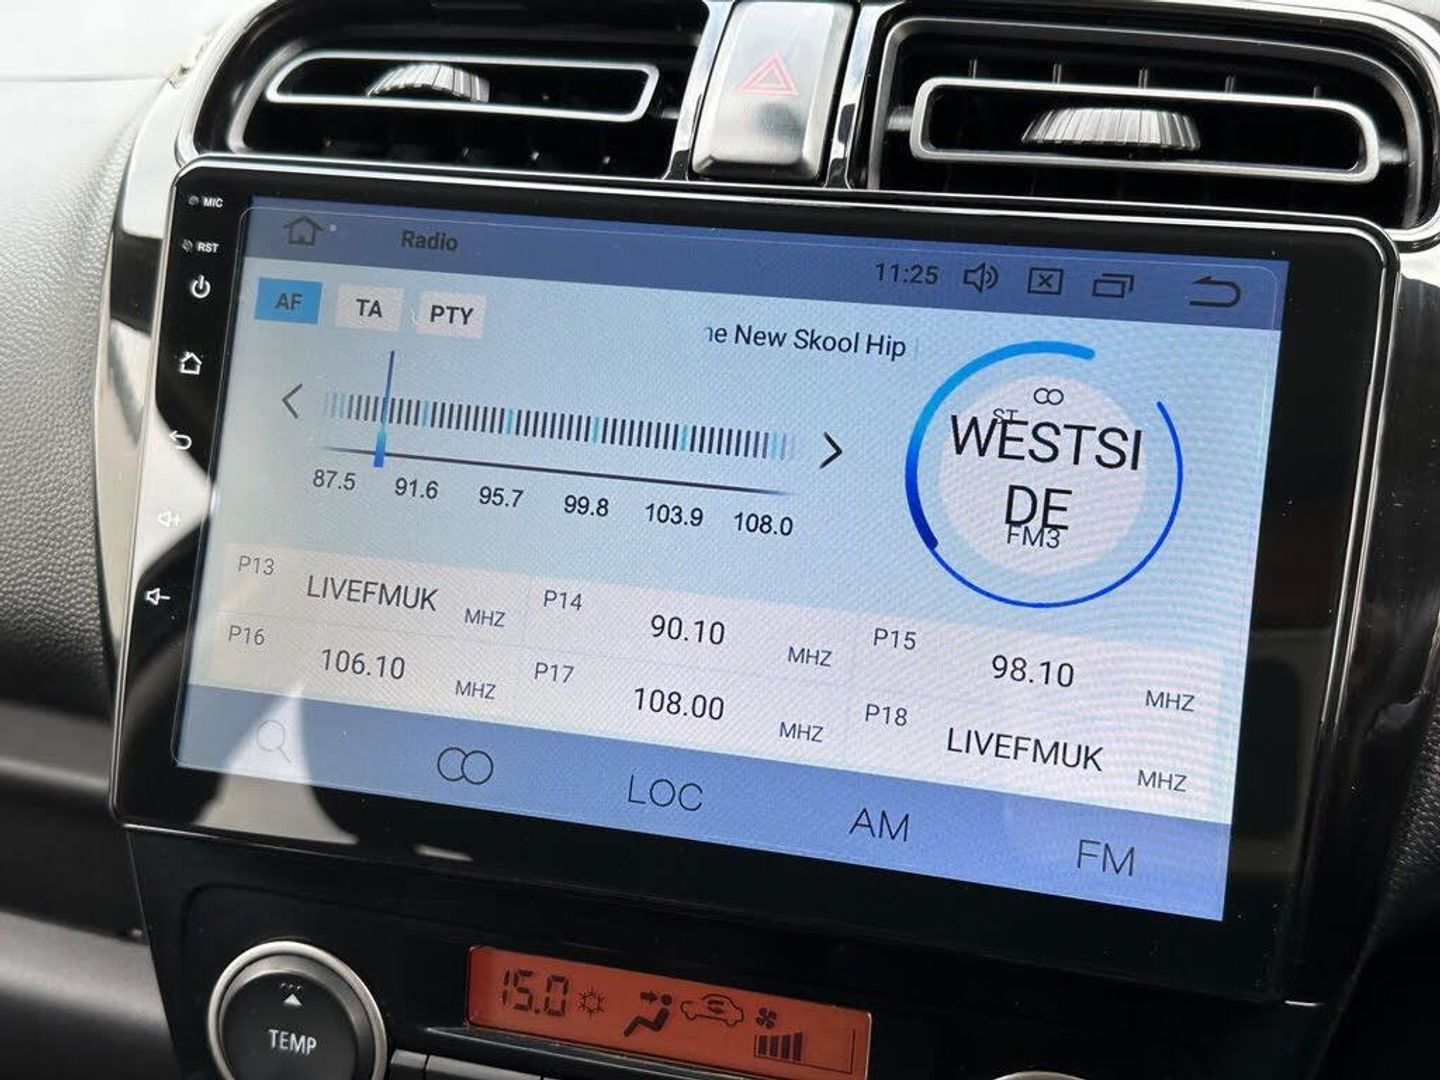 MIC
RST
Radio
11:25
AF TA PTY
e New Skool Hip
87.5 91.6 95.7 99.8 103.9 108.0
ST
WESTSI
DE
FM3
P13 LIVEFMUK MHZ
P14 90.10 MHZ
P15 98.10 MHZ
P16 106.10 MHZ
P17 108.00 MHZ
P18 LIVEFMUK MHZ
LOC AM FM
15.0
TEMP